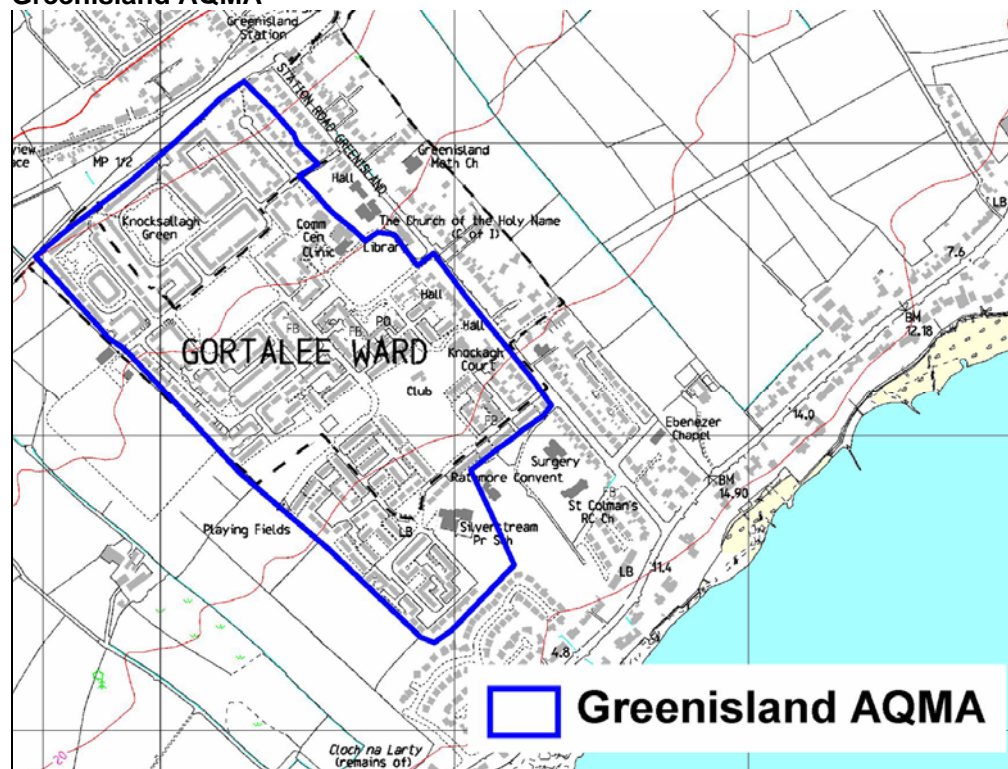 Greenisland AQMA
Greenisland
Station
STATION ROAD GREENISLAND
view
MP 1/2
Greenisland
Meth Ch
Hall
Knocksallagh
Green
Comm
Cen
Clinic
The Church of the Holy Name
(C of I)
Library
LB
7.6
Hall
BM
12.18
FB
FB
PO
Hall
GORTALEE WARD
Knockagh
Court
Club
14.0
FB
Ebenezer
Chapel
Surgery
BM
14.90
Rathmore Convent
FB
St Colman's
RC Ch
Playing Fields
LB
Silverstream
Pr Sch
LB
11.4
4.8
Greenisland AQMA
Cloch na Larty
(remains of)
20